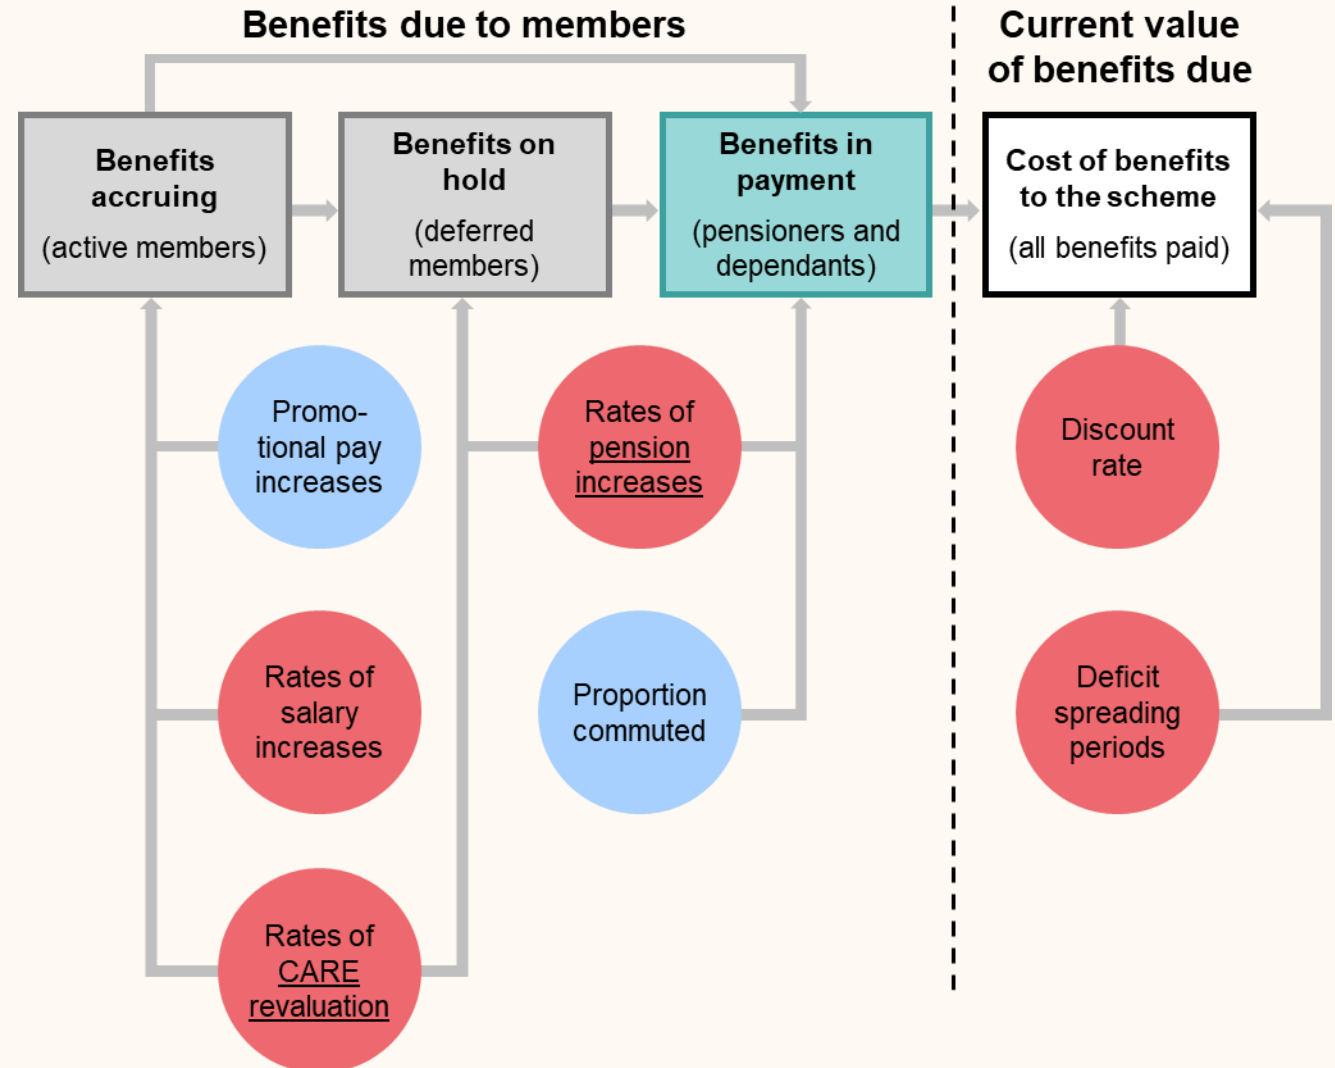 Benefits due to members
Current value
of benefits due
Benefits
accruing
(active members)
Benefits on
hold
(deferred
members)
Benefits in
payment
(pensioners and
dependants)
Cost of benefits
to the scheme
(all benefits paid)
Promo-
tional pay
increases
Rates of
pension
increases
Discount
rate
Rates of
salary
increases
Proportion
commuted
Deficit
spreading
periods
Rates of
CARE
revaluation